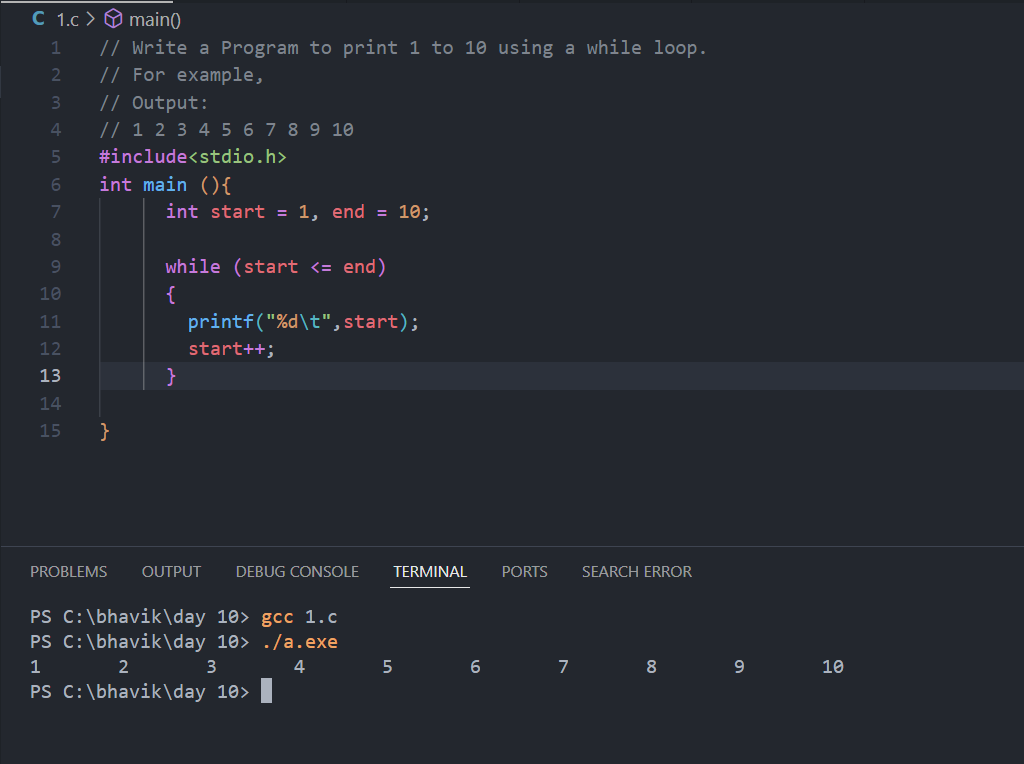 C 1.c > main()
1 // Write a Program to print 1 to 10 using a while loop.
2 // For example,
3 // Output:
4 // 1 2 3 4 5 6 7 8 9 10
5 #include<stdio.h>
6 int main (){
7       int start = 1, end = 10;
8
9       while (start <= end)
10       {
11         printf("%d\t",start);
12         start++;
13       }
14
15 }
PROBLEMS OUTPUT DEBUG CONSOLE TERMINAL PORTS SEARCH ERROR
PS C:\bhavik\day 10> gcc 1.c
PS C:\bhavik\day 10> ./a.exe
1       2       3       4       5       6       7       8       9       10
PS C:\bhavik\day 10>